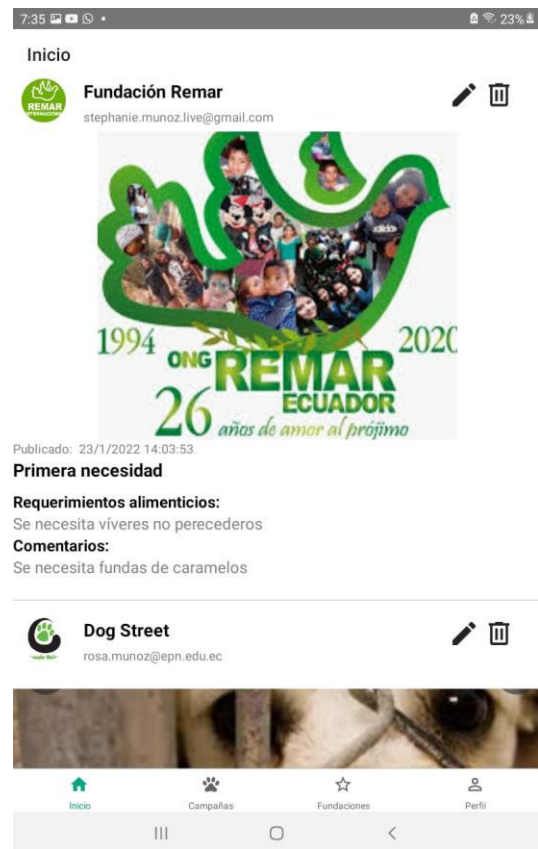 7:35 23%
Inicio
REMAR
Fundación Remar
stephanie.munoz.live@gmail.com
1994 2020
ONG REMAR
ECUADOR
26 años de amor al prójimo
Publicado: 23/1/2022 14:03:53
Primera necesidad
Requerimientos alimenticios:
Se necesita víveres no perecederos
Comentarios:
Se necesita fundas de caramelos
Dog Street
rosa.munoz@epn.edu.ec
Inicio Campañas Fundaciones Perfil